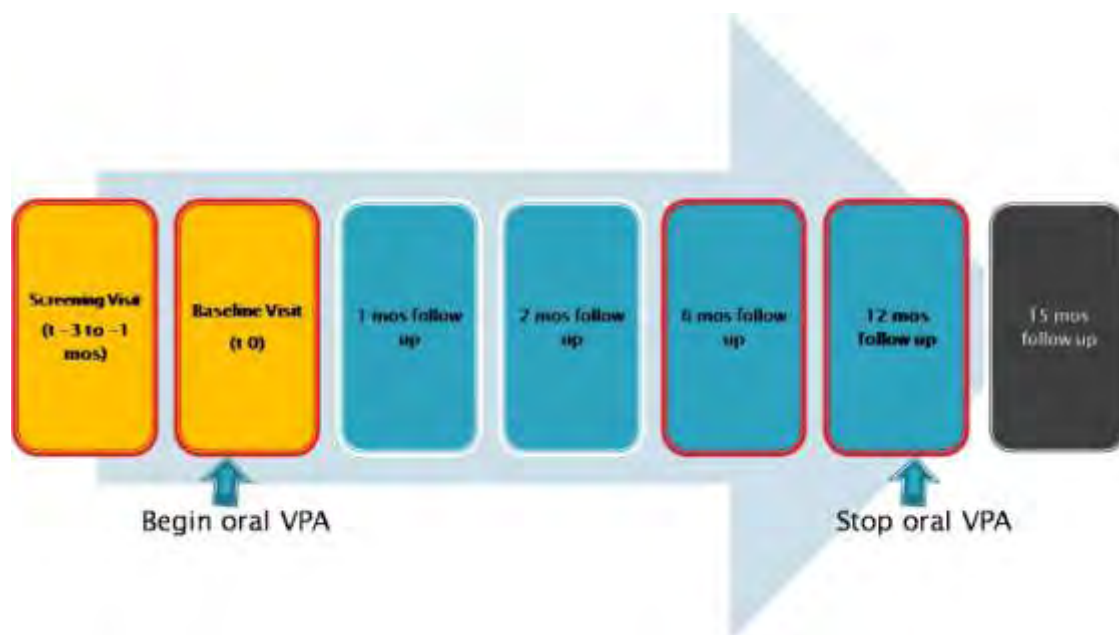 Screening Visit
(t -3 to -1
mos)
Baseline Visit
(t 0)
1 mos follow
up
2 mos follow
up
6 mos follow
up
12 mos
follow up
15 mos
follow up
Begin oral VPA
Stop oral VPA